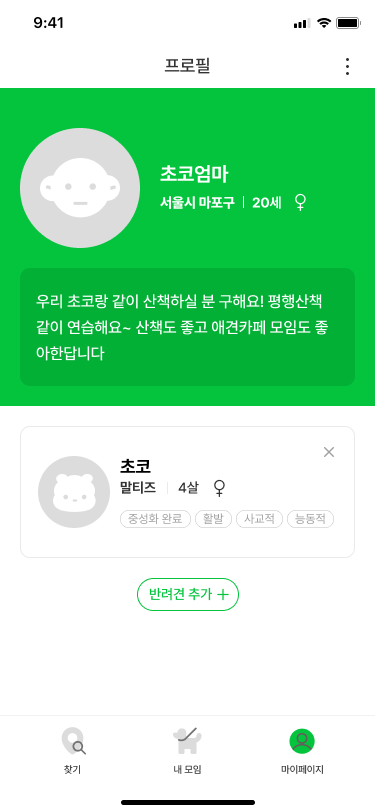 9:41
프로필
초코엄마
서울시 마포구 | 20세 ♀
우리 초코랑 같이 산책하실 분 구해요! 평행산책
같이 연습해요~ 산책도 좋고 애견카페 모임도 좋
아한답니다
초코
말티즈 | 4살 ♀
중성화 완료 활발 사교적 능동적
반려견 추가 +
찾기 내 모임 마이페이지